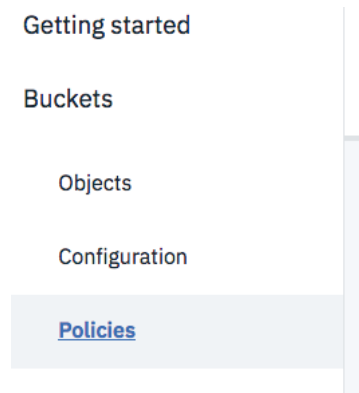 Getting started
Buckets
Objects
Configuration
Policies